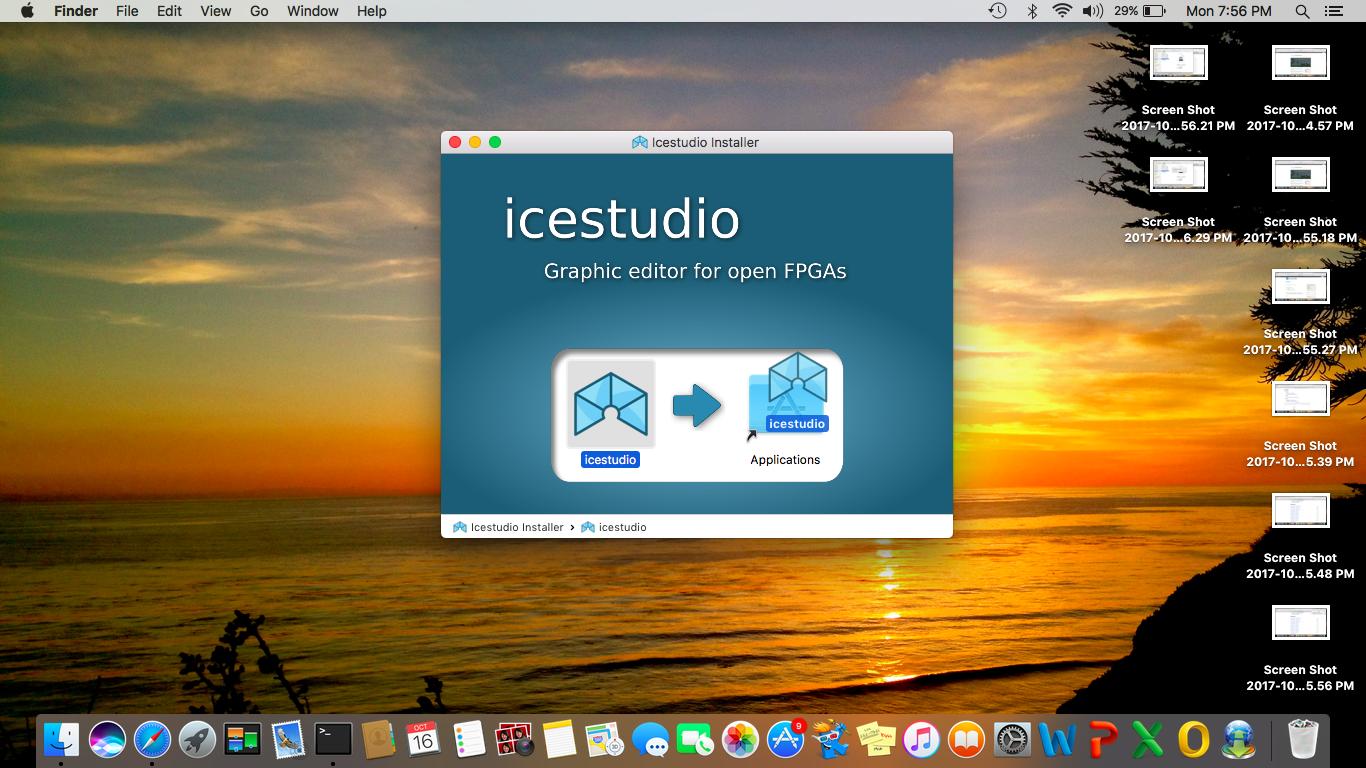 Finder File Edit View Go Window Help 29% Mon 7:56 PM
Icestudio Installer
icestudio
Graphic editor for open FPGAs
icestudio
icestudio
Applications
Icestudio Installer › icestudio
Screen Shot
2017-10...56.21 PM
Screen Shot
2017-10...4.57 PM
Screen Shot
2017-10...6.29 PM
Screen Shot
2017-10...55.18 PM
Screen Shot
2017-10...55.27 PM
Screen Shot
2017-10...5.39 PM
Screen Shot
2017-10...5.48 PM
Screen Shot
2017-10...5.56 PM
>_
OCT
16
9